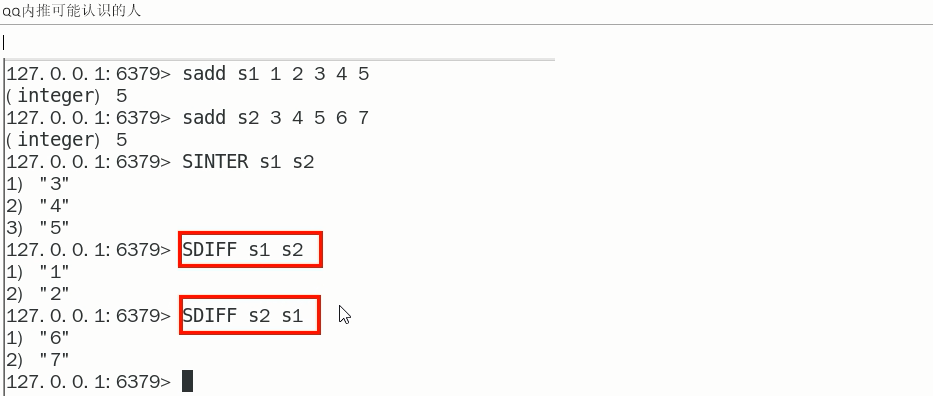 QQ内推可能认识的人
127.0.0.1:6379> sadd s1 1 2 3 4 5
(integer) 5
127.0.0.1:6379> sadd s2 3 4 5 6 7
(integer) 5
127.0.0.1:6379> SINTER s1 s2
1) "3"
2) "4"
3) "5"
127.0.0.1:6379> SDIFF s1 s2
1) "1"
2) "2"
127.0.0.1:6379> SDIFF s2 s1
1) "6"
2) "7"
127.0.0.1:6379>